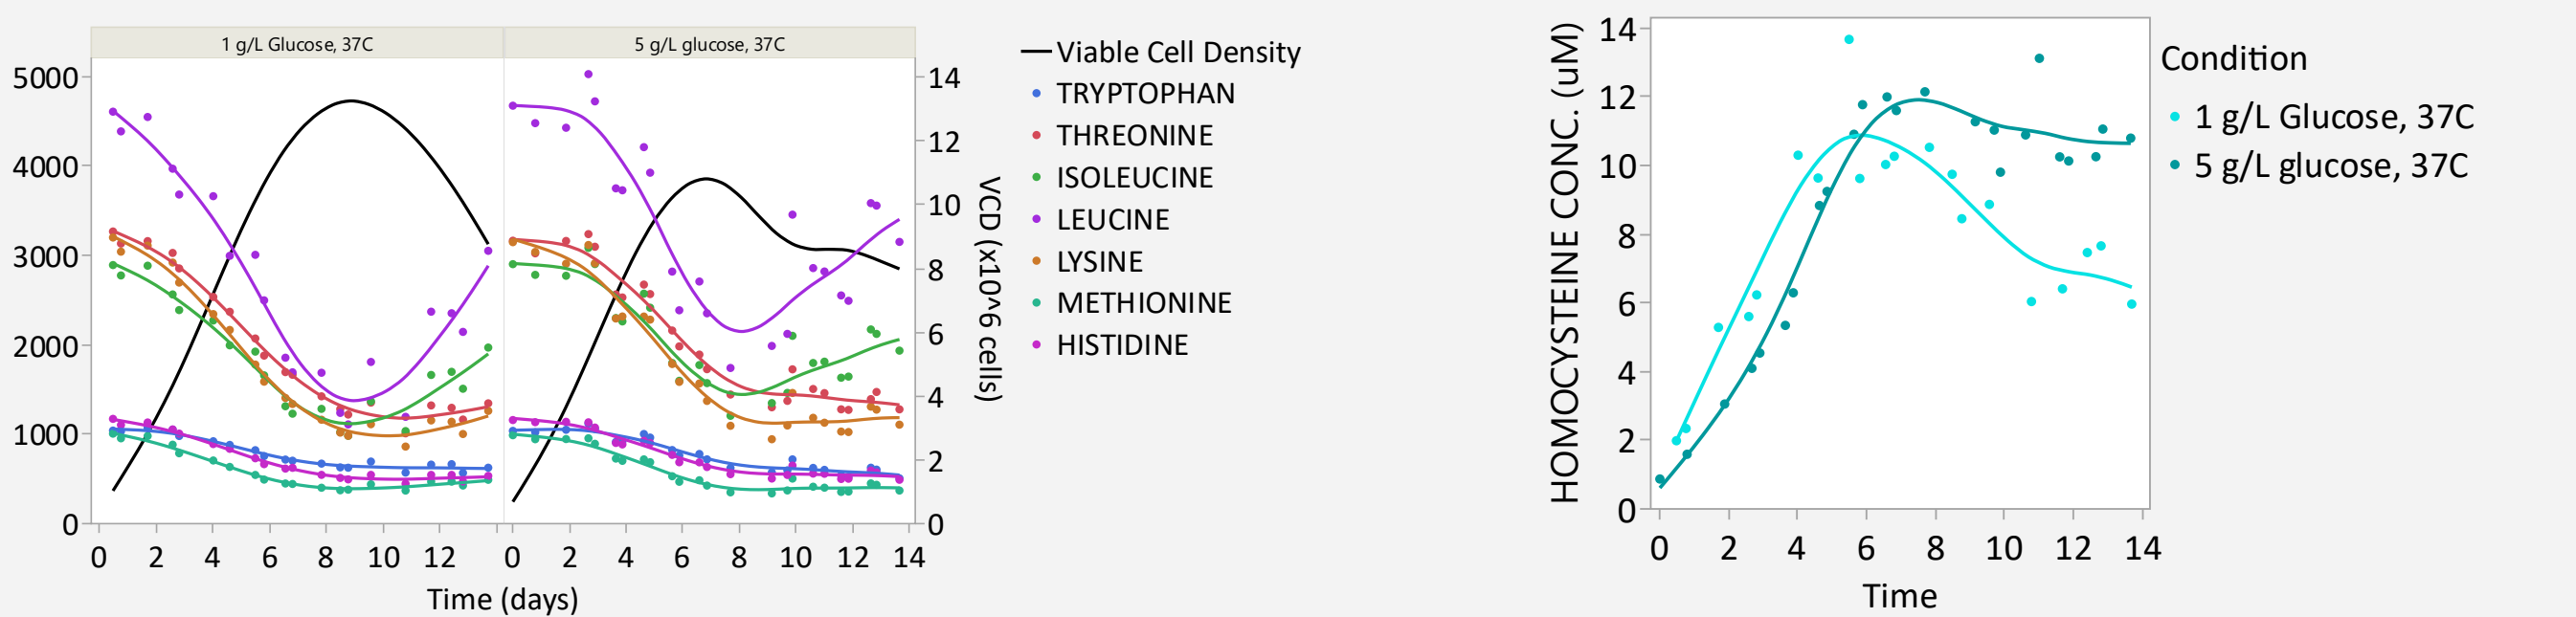 1 g/L Glucose, 37C
5 g/L glucose, 37C
5000
4000
3000
2000
1000
0
14
12
10
8
6
4
2
0
VCD (x10^6 cells)
0 2 4 6 8 10 12
0 2 4 6 8 10 12 14
Time (days)
Viable Cell Density
TRYPTOPHAN
THREONINE
ISOLEUCINE
LEUCINE
LYSINE
METHIONINE
HISTIDINE
HOMOCYSTEINE CONC. (uM)
14
12
10
8
6
4
2
0
0 2 4 6 8 10 12 14
Time
Condition
1 g/L Glucose, 37C
5 g/L glucose, 37C